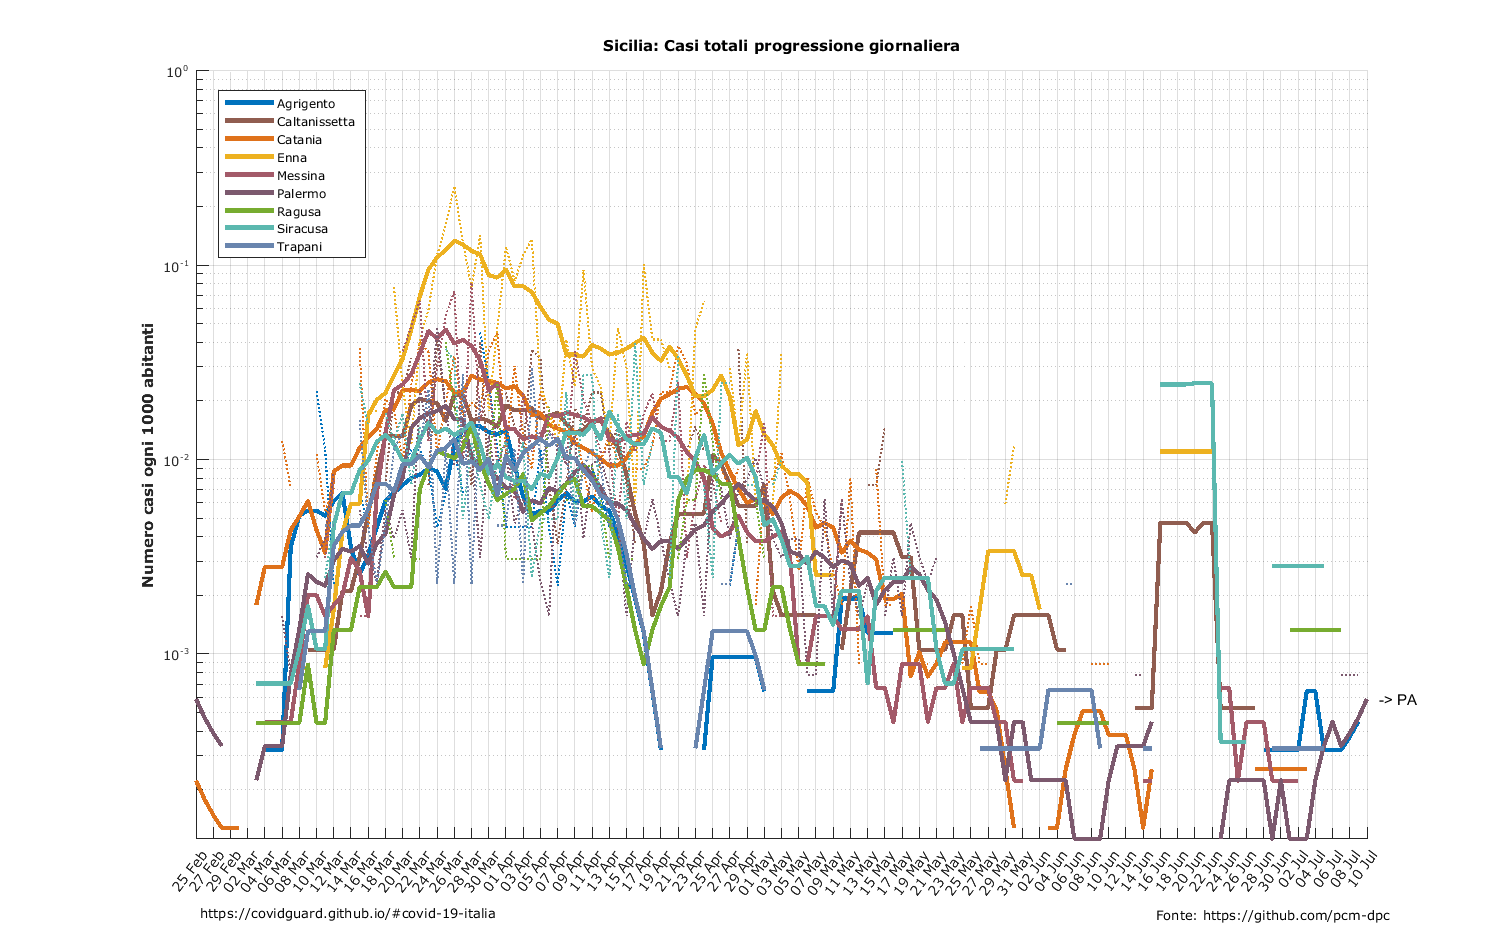 Sicilia: Casi totali progressione giornaliera
10⁰
10⁻¹
10⁻²
10⁻³
Numero casi ogni 1000 abitanti
Agrigento
Caltanissetta
Catania
Enna
Messina
Palermo
Ragusa
Siracusa
Trapani
-> PA
25 Feb
27 Feb
29 Feb
02 Mar
04 Mar
06 Mar
08 Mar
10 Mar
12 Mar
14 Mar
16 Mar
18 Mar
20 Mar
22 Mar
24 Mar
26 Mar
28 Mar
30 Mar
01 Apr
03 Apr
05 Apr
07 Apr
09 Apr
11 Apr
13 Apr
15 Apr
17 Apr
19 Apr
21 Apr
23 Apr
25 Apr
27 Apr
29 Apr
01 May
03 May
05 May
07 May
09 May
11 May
13 May
15 May
17 May
19 May
21 May
23 May
25 May
27 May
29 May
31 May
02 Jun
04 Jun
06 Jun
08 Jun
10 Jun
12 Jun
14 Jun
16 Jun
18 Jun
20 Jun
22 Jun
24 Jun
26 Jun
28 Jun
30 Jun
02 Jul
04 Jul
06 Jul
08 Jul
10 Jul
https://covidguard.github.io/#covid-19-italia
Fonte: https://github.com/pcm-dpc